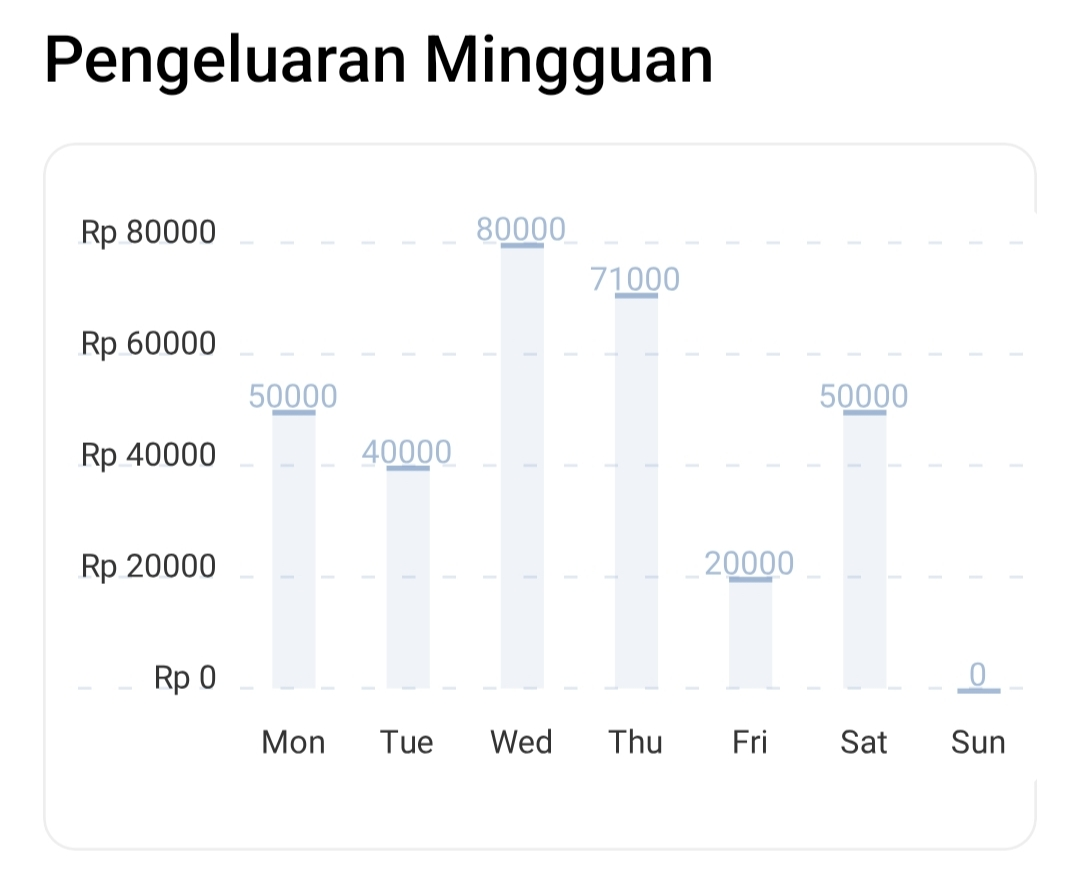 Pengeluaran Mingguan
Rp 80000
80000
71000
Rp 60000
50000
50000
Rp 40000
40000
Rp 20000
20000
Rp 0
0
Mon Tue Wed Thu Fri Sat Sun